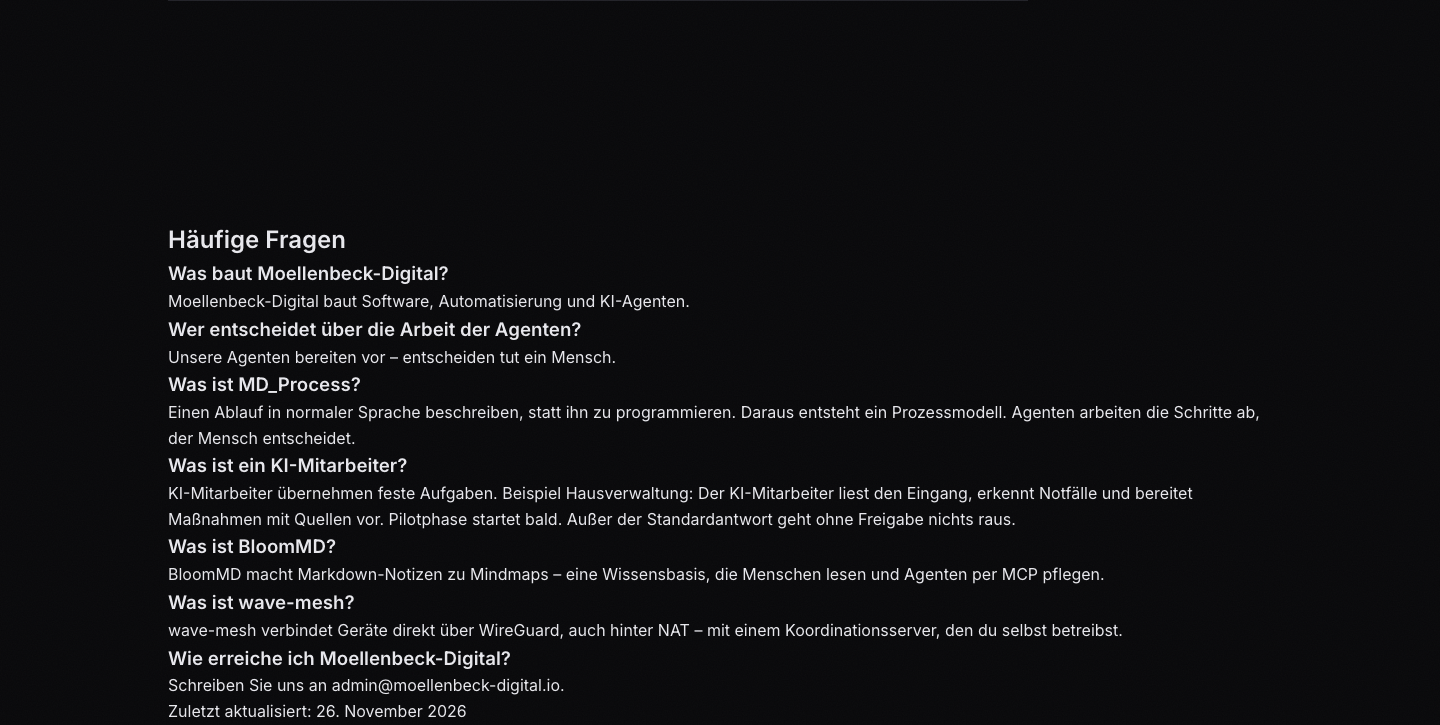 Häufige Fragen
Was baut Moellenbeck-Digital?
Moellenbeck-Digital baut Software, Automatisierung und KI-Agenten.
Wer entscheidet über die Arbeit der Agenten?
Unsere Agenten bereiten vor – entscheiden tut ein Mensch.
Was ist MD_Process?
Einen Ablauf in normaler Sprache beschreiben, statt ihn zu programmieren. Daraus entsteht ein Prozessmodell. Agenten arbeiten die Schritte ab,
der Mensch entscheidet.
Was ist ein KI-Mitarbeiter?
KI-Mitarbeiter übernehmen feste Aufgaben. Beispiel Hausverwaltung: Der KI-Mitarbeiter liest den Eingang, erkennt Notfälle und bereitet
Maßnahmen mit Quellen vor. Pilotphase startet bald. Außer der Standardantwort geht ohne Freigabe nichts raus.
Was ist BloomMD?
BloomMD macht Markdown-Notizen zu Mindmaps – eine Wissensbasis, die Menschen lesen und Agenten per MCP pflegen.
Was ist wave-mesh?
wave-mesh verbindet Geräte direkt über WireGuard, auch hinter NAT – mit einem Koordinationsserver, den du selbst betreibst.
Wie erreiche ich Moellenbeck-Digital?
Schreiben Sie uns an admin@moellenbeck-digital.io.
Zuletzt aktualisiert: 26. November 2026